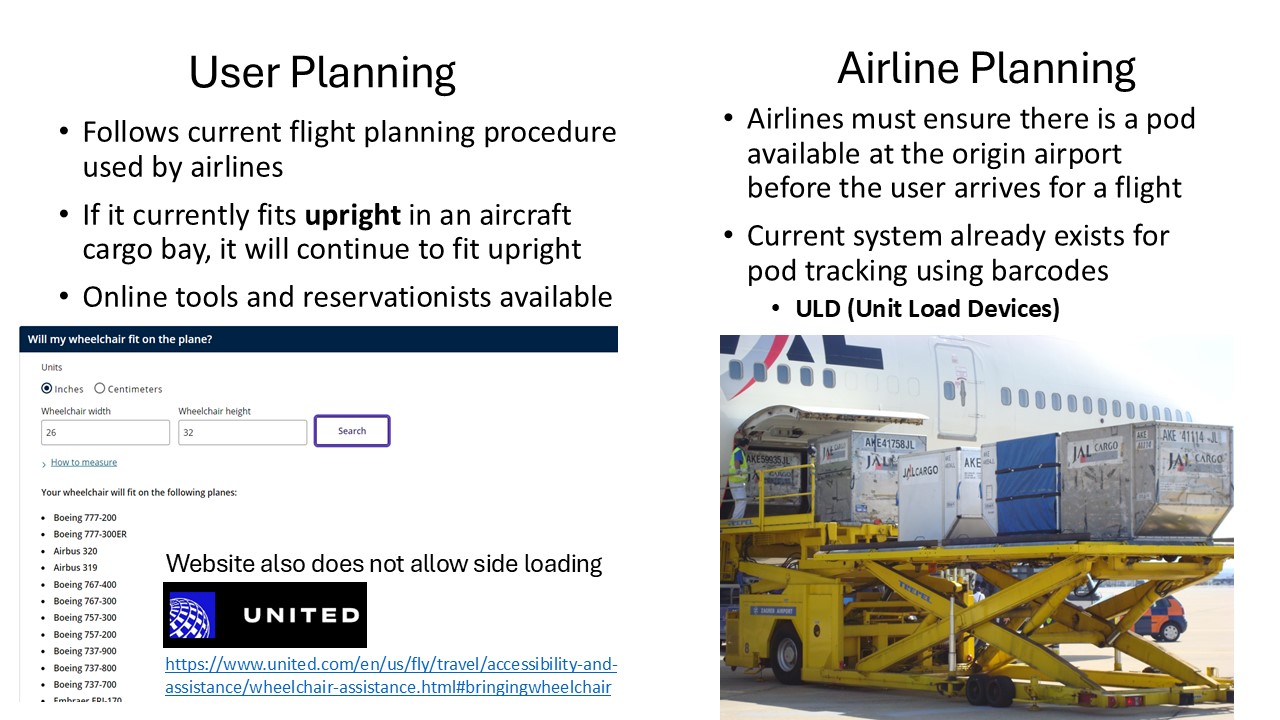 User Planning
• Follows current flight planning procedure
used by airlines
• If it currently fits upright in an aircraft
cargo bay, it will continue to fit upright
• Online tools and reservationists available
Will my wheelchair fit on the plane?
Units
Inches Centimeters
Wheelchair width Wheelchair height
26 32 Search
How to measure
Your wheelchair will fit on the following planes:
• Boeing 777-200
• Boeing 777-300ER
• Airbus 320
• Airbus 319
• Boeing 767-400
• Boeing 767-300
• Boeing 757-300
• Boeing 757-200
• Boeing 737-900
• Boeing 737-800
• Boeing 737-700
• Embraer ERJ-170
Website also does not allow side loading
UNITED
https://www.united.com/en/us/fly/travel/accessibility-and-
assistance/wheelchair-assistance.html#bringingwheelchair
Airline Planning
• Airlines must ensure there is a pod
available at the origin airport
before the user arrives for a flight
• Current system already exists for
pod tracking using barcodes
• ULD (Unit Load Devices)
AKE41758JL
AKE59935JL
JAL CARGO
AKE
JAL CARGO
AKE 41114 JL
JAL CARGO
TEEPEL
TEEPEL
ZAGREB AIRPORT
8